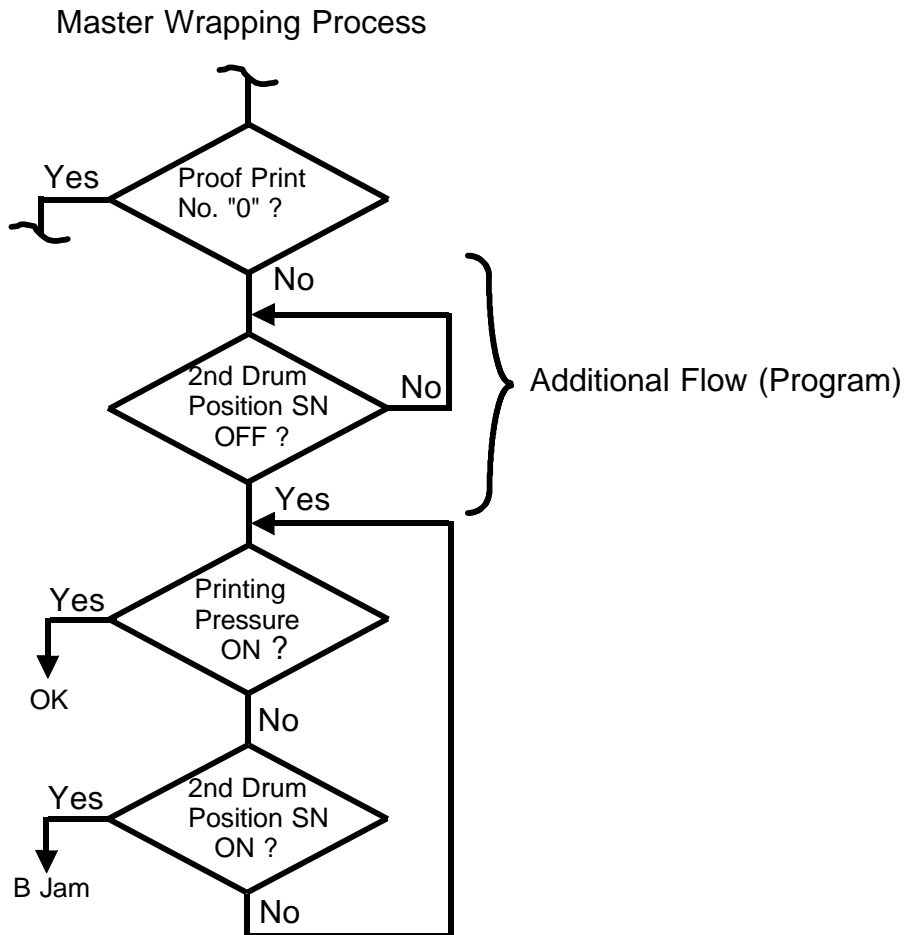 Master Wrapping Process
Yes
Proof Print
No. "0" ?
No
2nd Drum
Position SN
OFF ?
No
Additional Flow (Program)
Yes
Yes
Printing
Pressure
ON ?
OK
No
Yes
2nd Drum
Position SN
ON ?
B Jam
No